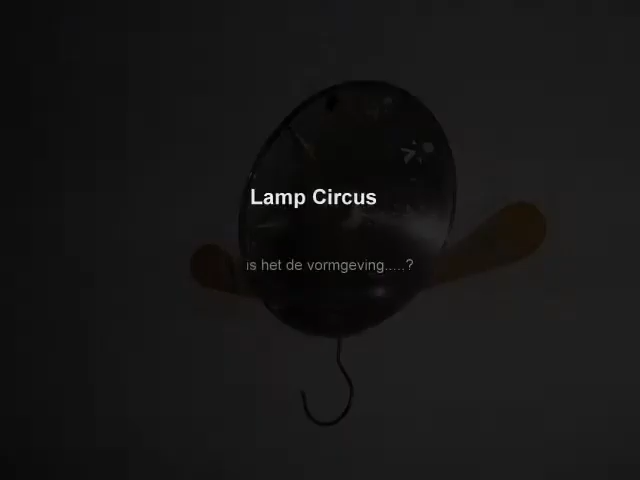 Lamp Circus
is het de vormgeving.....?